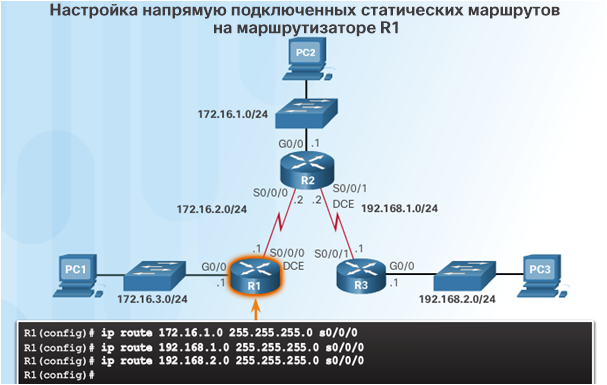 Настройка напрямую подключенных статических маршрутов
на маршрутизаторе R1
PC2
172.16.1.0/24
G0/0
.1
R2
S0/0/0
.2
.2
S0/0/1
DCE
172.16.2.0/24
192.168.1.0/24
.1
S0/0/0
DCE
S0/0/1
.1
PC1
G0/0
.1
R1
R3
G0/0
.1
PC3
172.16.3.0/24
192.168.2.0/24
R1(config)# ip route 172.16.1.0 255.255.255.0 s0/0/0
R1(config)# ip route 192.168.1.0 255.255.255.0 s0/0/0
R1(config)# ip route 192.168.2.0 255.255.255.0 s0/0/0
R1(config)#